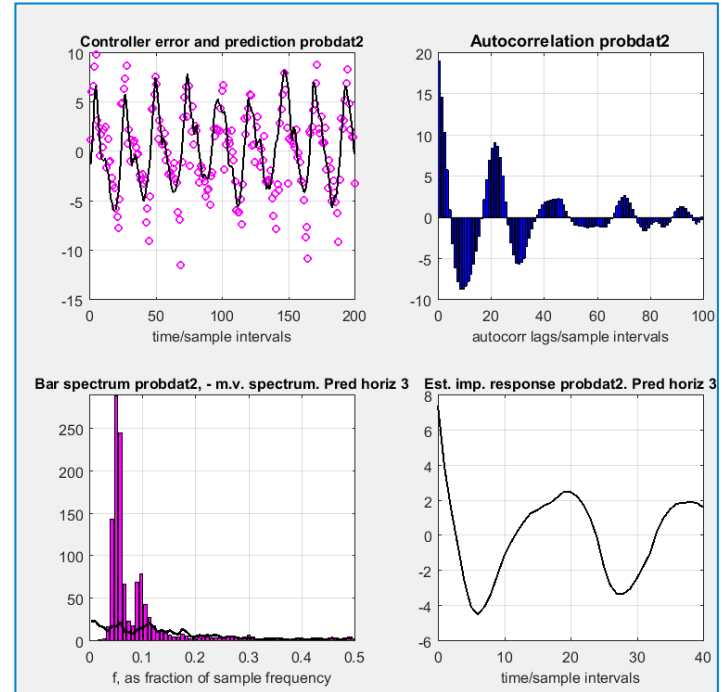 Controller error and prediction probdat2
10
5
0
-5
-10
-15
0 50 100 150 200
time/sample intervals
Autocorrelation probdat2
20
15
10
5
0
-5
-10
0 20 40 60 80 100
autocorr lags/sample intervals
Bar spectrum probdat2, - m.v. spectrum. Pred horiz 3
250
200
150
100
50
0
0 0.1 0.2 0.3 0.4 0.5
f, as fraction of sample frequency
Est. imp. response probdat2. Pred horiz 3
8
6
4
2
0
-2
-4
-6
0 10 20 30 40
time/sample intervals